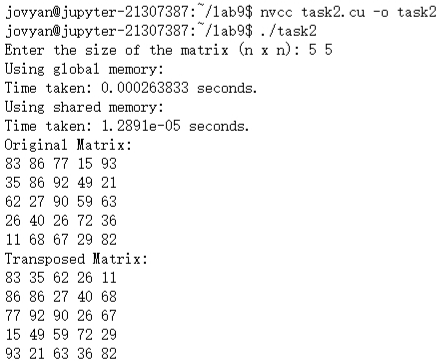 jovyan@jupyter-21307387:~/lab9$ nvcc task2.cu -o task2
jovyan@jupyter-21307387:~/lab9$ ./task2
Enter the size of the matrix (n x n): 5 5
Using global memory:
Time taken: 0.000263833 seconds.
Using shared memory:
Time taken: 1.2891e-05 seconds.
Original Matrix:
83 86 77 15 93
35 86 92 49 21
62 27 90 59 63
26 40 26 72 36
11 68 67 29 82
Transposed Matrix:
83 35 62 26 11
86 86 27 40 68
77 92 90 26 67
15 49 59 72 29
93 21 63 36 82